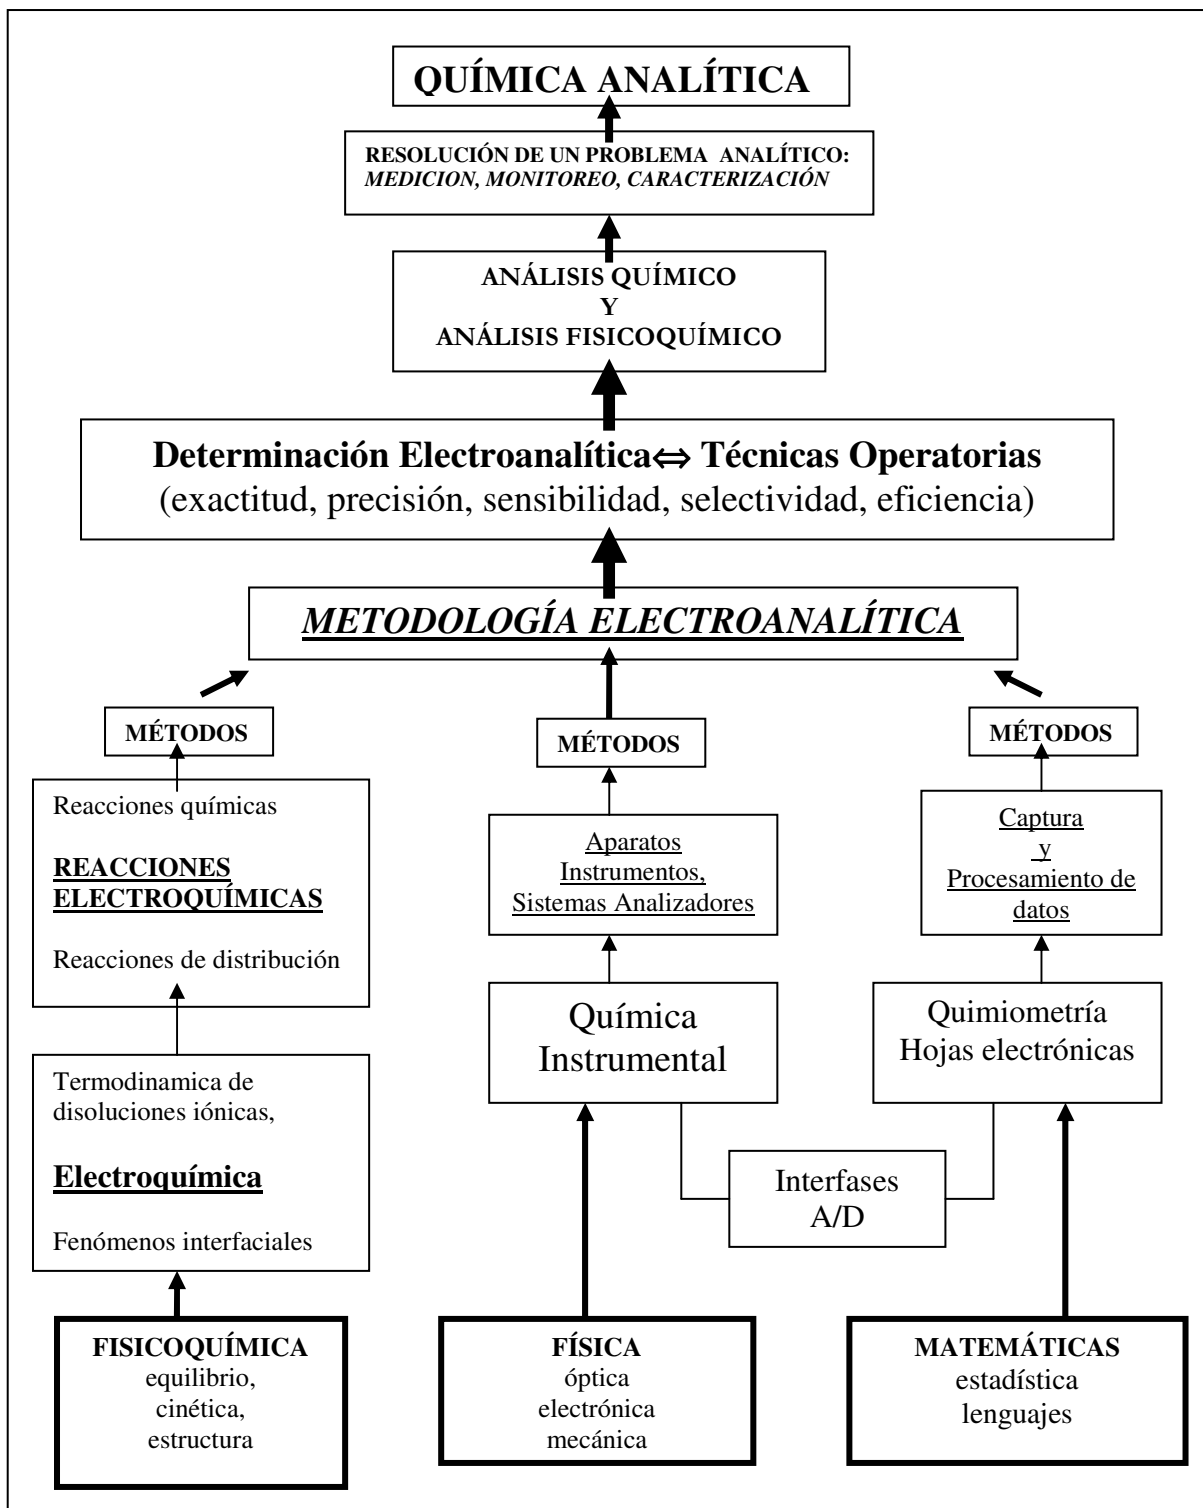 QUÍMICA ANALÍTICA
RESOLUCIÓN DE UN PROBLEMA ANALÍTICO:
MEDICION, MONITOREO, CARACTERIZACIÓN
ANÁLISIS QUÍMICO
Y
ANÁLISIS FISICOQUÍMICO
Determinación Electroanalítica⇔ Técnicas Operatorias
(exactitud, precisión, sensibilidad, selectividad, eficiencia)
METODOLOGÍA ELECTROANALÍTICA
MÉTODOS
Reacciones químicas
REACCIONES
ELECTROQUÍMICAS
Reacciones de distribución
Termodinamica de
disoluciones iónicas,
Electroquímica
Fenómenos interfaciales
FISICOQUÍMICA
equilibrio,
cinética,
estructura
MÉTODOS
Aparatos
Instrumentos,
Sistemas Analizadores
Química
Instrumental
Interfases
A/D
FÍSICA
óptica
electrónica
mecánica
MÉTODOS
Captura
y
Procesamiento de
datos
Quimiometría
Hojas electrónicas
MATEMÁTICAS
estadística
lenguajes